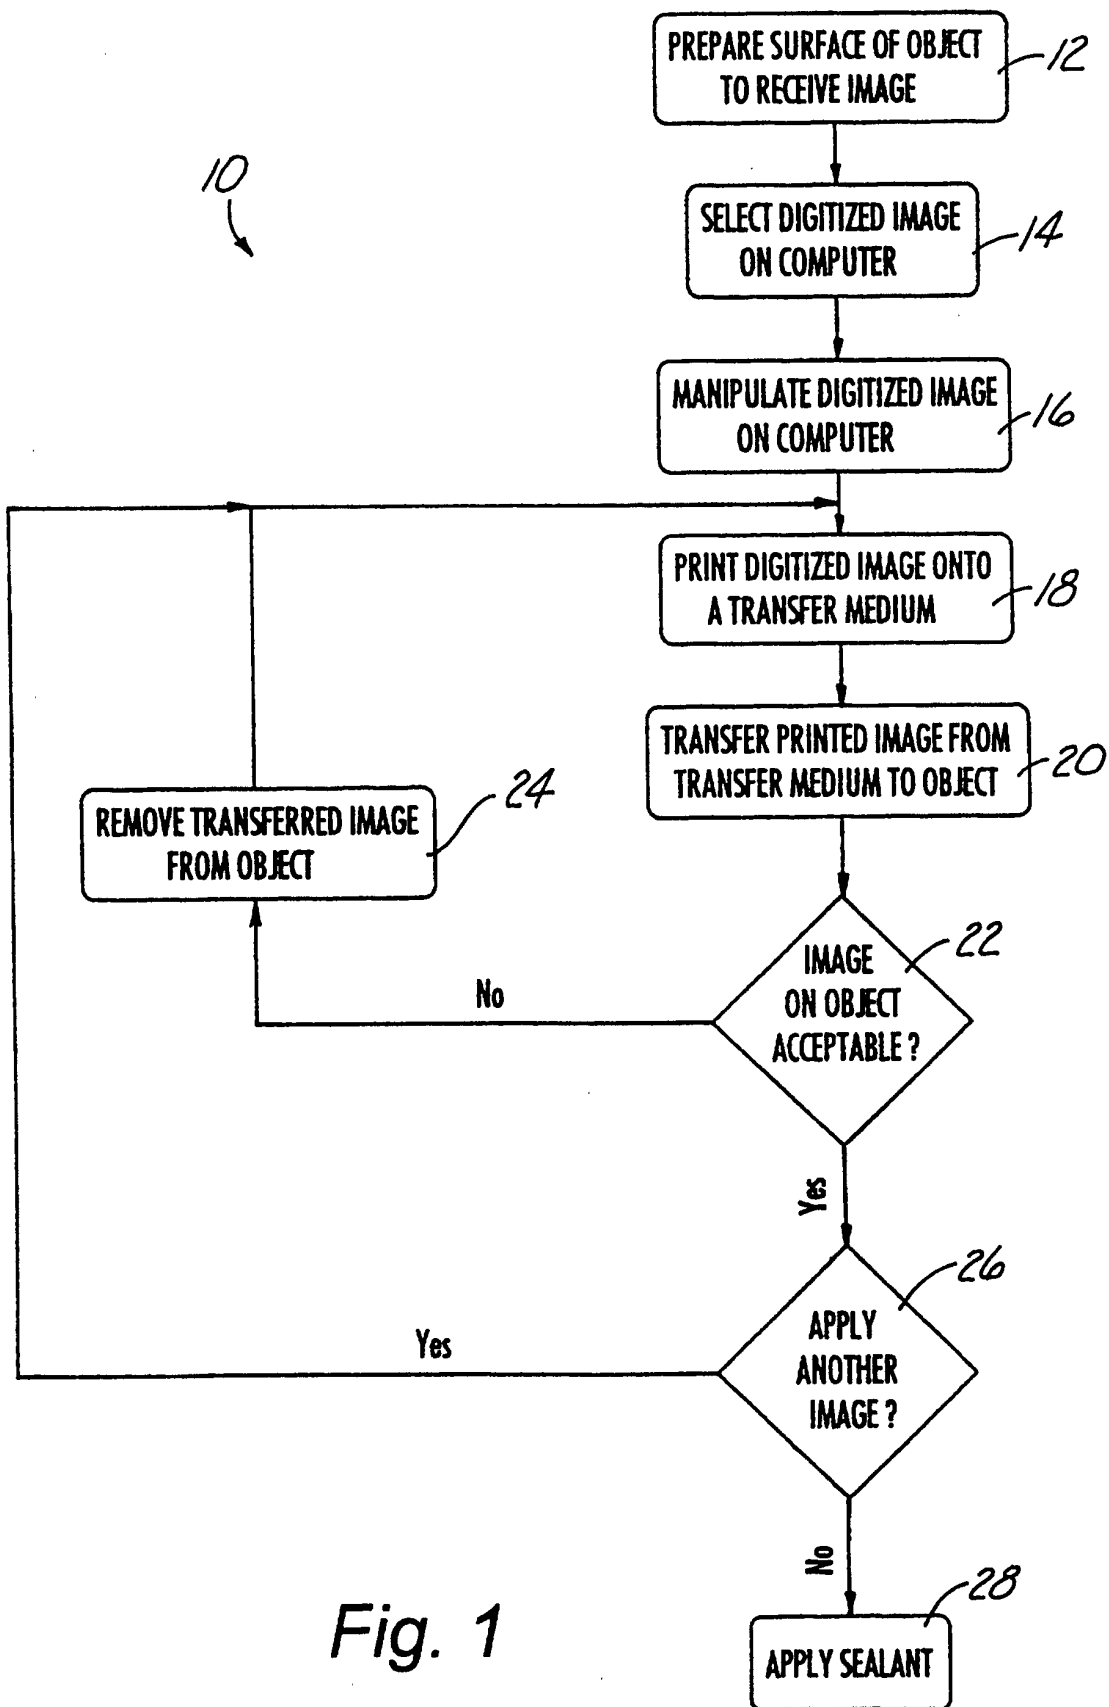 PREPARE SURFACE OF OBJECT
TO RECEIVE IMAGE
12
10
SELECT DIGITIZED IMAGE
ON COMPUTER
14
MANIPULATE DIGITIZED IMAGE
ON COMPUTER
16
PRINT DIGITIZED IMAGE ONTO
A TRANSFER MEDIUM
18
TRANSFER PRINTED IMAGE FROM
TRANSFER MEDIUM TO OBJECT
20
REMOVE TRANSFERRED IMAGE
FROM OBJECT
24
IMAGE
ON OBJECT
ACCEPTABLE ?
22
No
Yes
APPLY
ANOTHER
IMAGE ?
26
Yes
No
APPLY SEALANT
28
Fig. 1